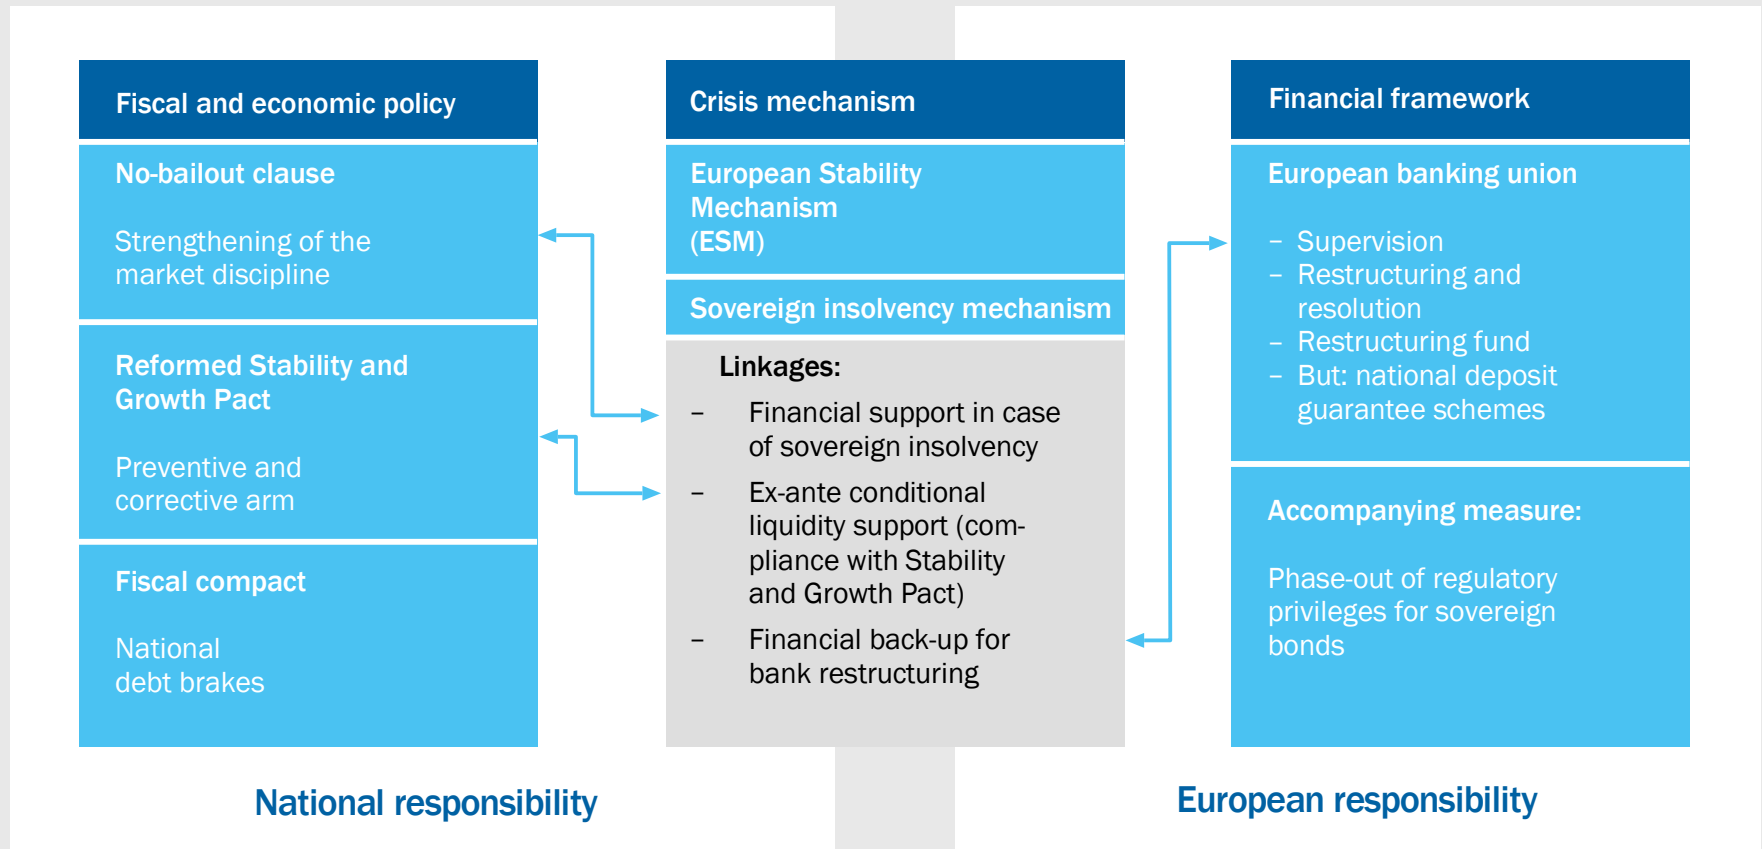 Fiscal and economic policy
No-bailout clause
Strengthening of the
market discipline
Reformed Stability and
Growth Pact
Preventive and
corrective arm
Fiscal compact
National
debt brakes
National responsibility
Crisis mechanism
European Stability
Mechanism
(ESM)
Sovereign insolvency mechanism
Linkages:
– Financial support in case
of sovereign insolvency
– Ex-ante conditional
liquidity support (com-
pliance with Stability
and Growth Pact)
– Financial back-up for
bank restructuring
Financial framework
European banking union
– Supervision
– Restructuring and
resolution
– Restructuring fund
– But: national deposit
guarantee schemes
Accompanying measure:
Phase-out of regulatory
privileges for sovereign
bonds
European responsibility